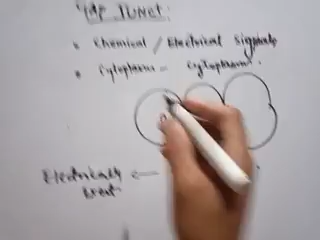 GAP JUNCT:
Chemical / Electrical Signals
Cytoplasm – cytoplasm.
Electrically ←